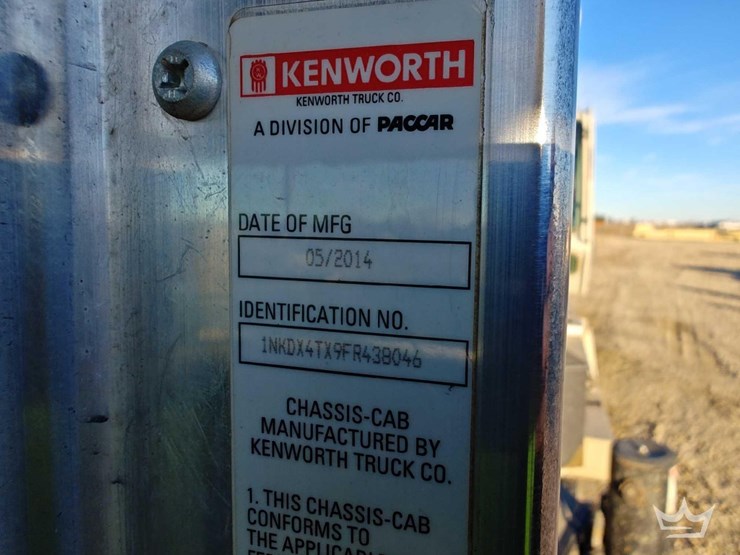 KENWORTH
KENWORTH TRUCK CO.
A DIVISION OF PACCAR
DATE OF MFG
05/2014
IDENTIFICATION NO.
1NKDX4TX9FR438046
CHASSIS-CAB
MANUFACTURED BY
KENWORTH TRUCK CO.
1. THIS CHASSIS-CAB
CONFORMS TO
THE